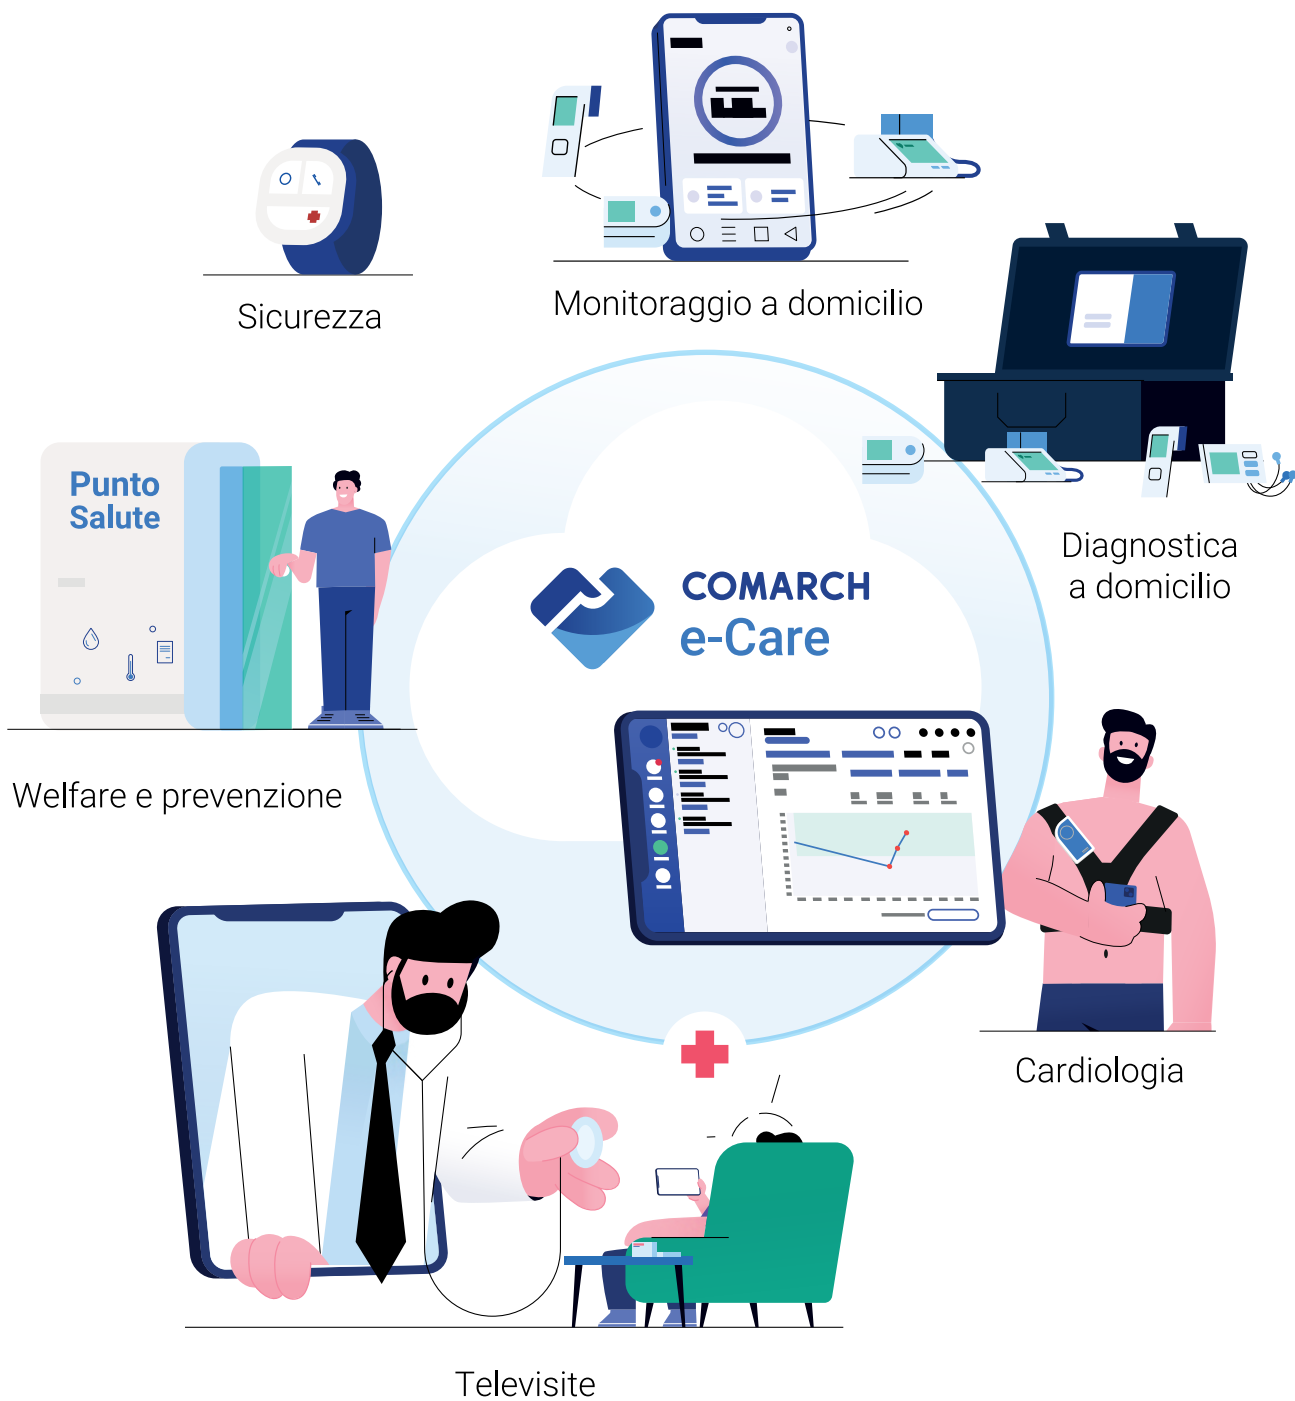 Sicurezza
Monitoraggio a domicilio
Diagnostica
a domicilio
Punto
Salute
COMARCH
e-Care
Welfare e prevenzione
Cardiologia
Televisite